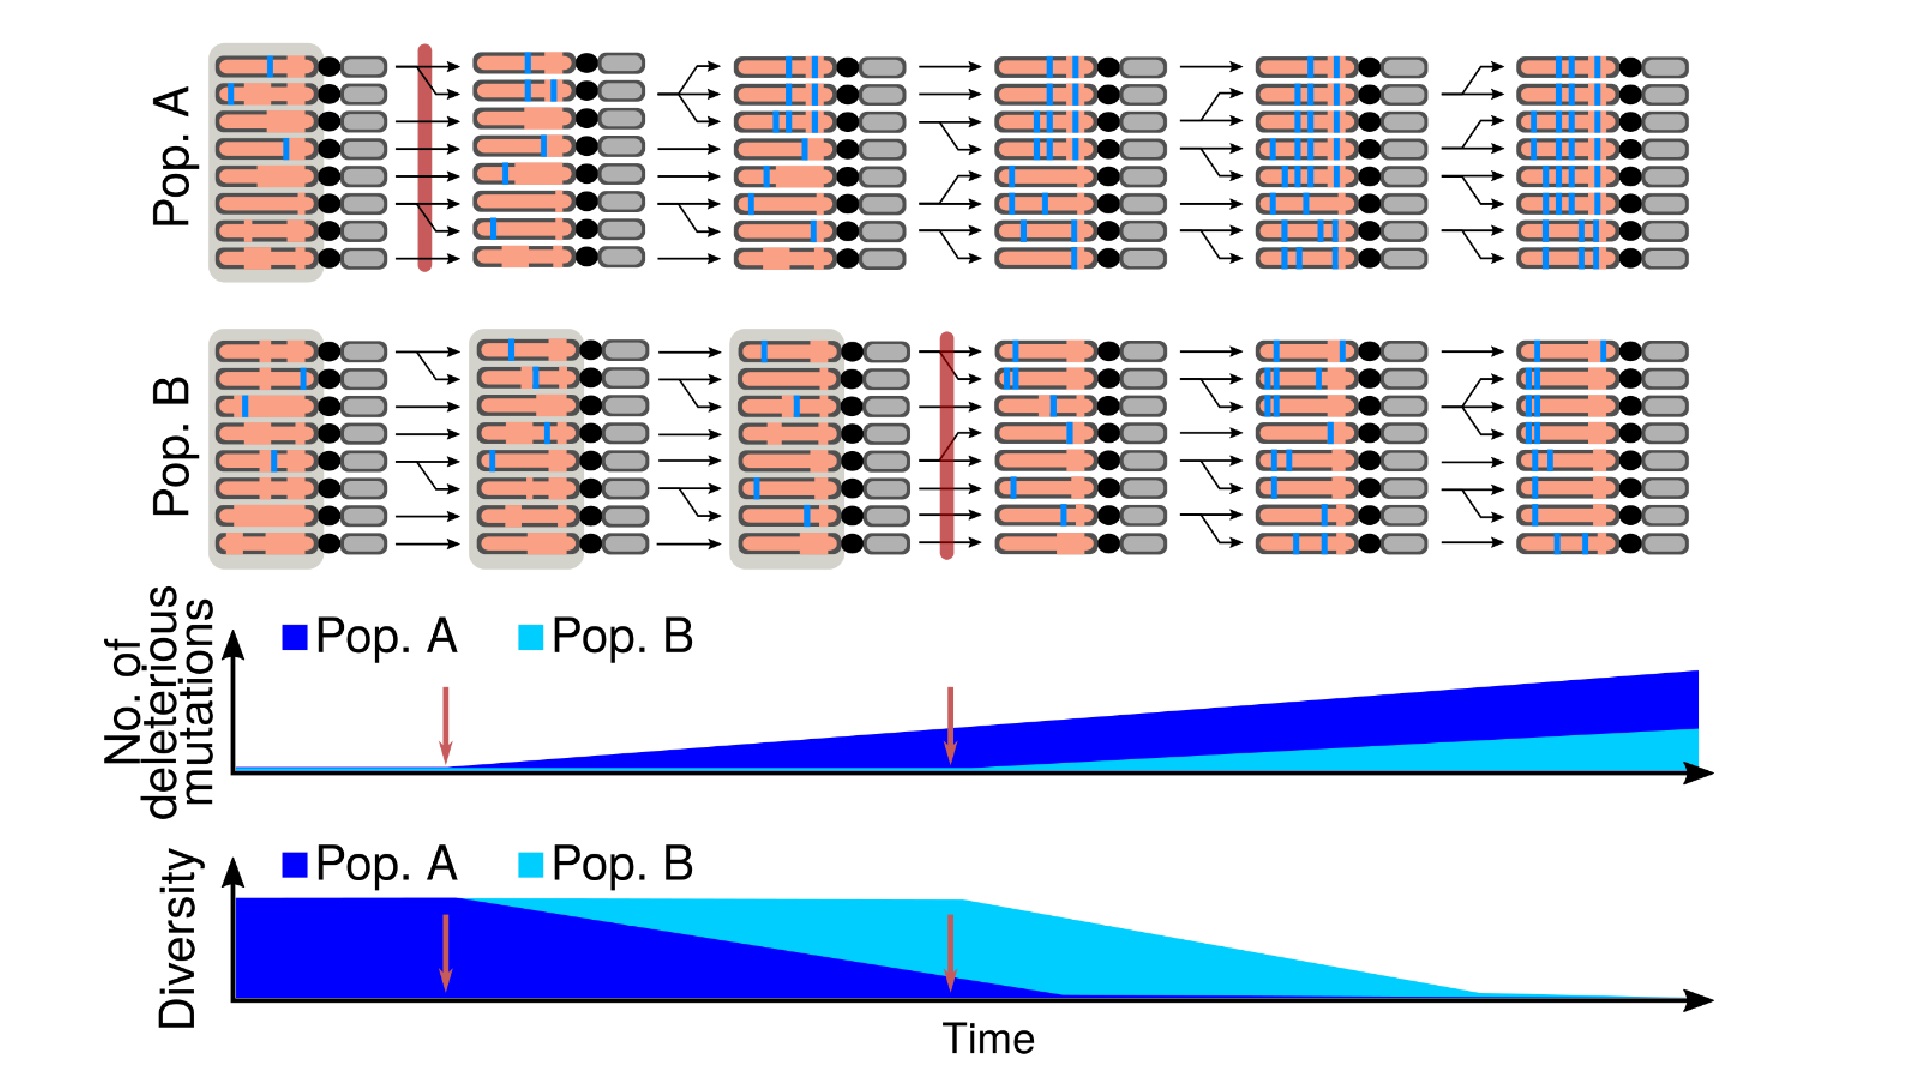 Pop. A
Pop. B
No. of
deleterious
mutations
Pop. A Pop. B
Diversity
Pop. A Pop. B
Time